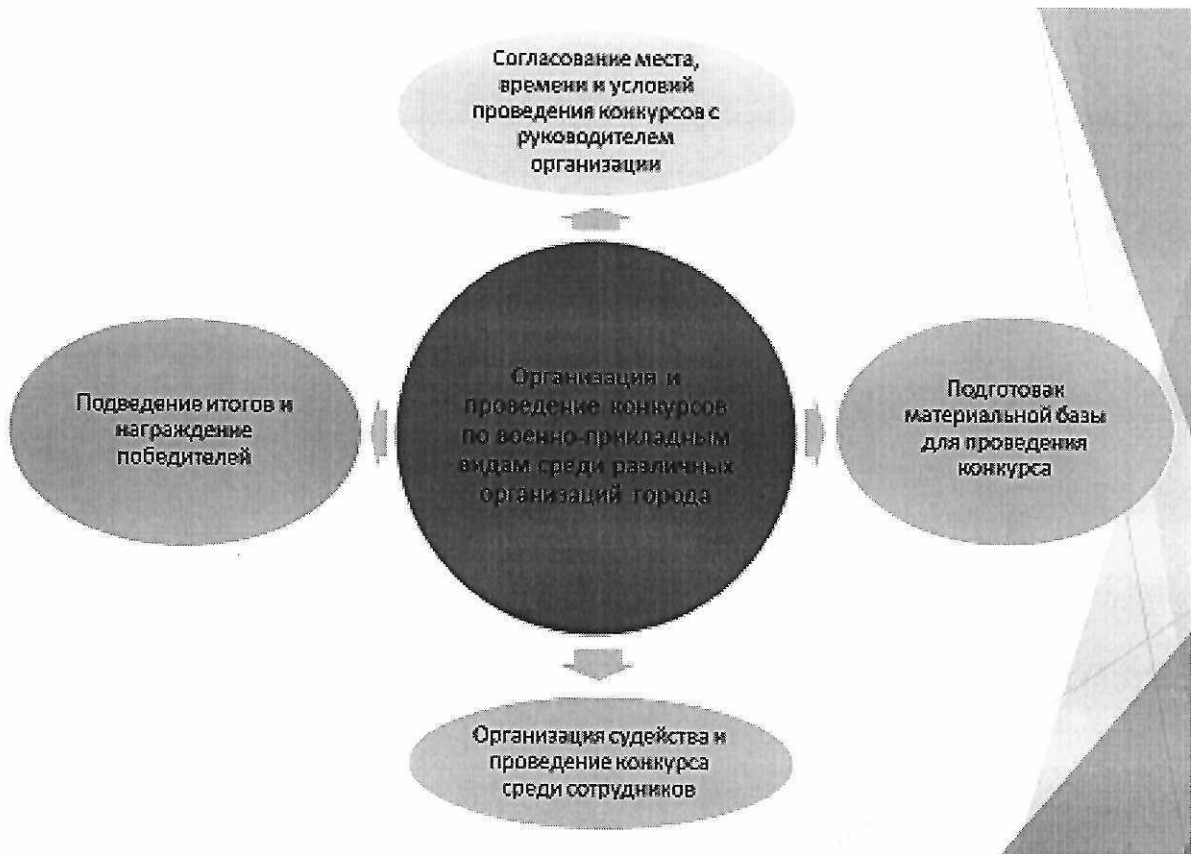 Согласование места,
времени и условий
проведения конкурсов с
руководителем
организации
Подведение итогов и
награждение
победителей
Организация и
проведение конкурсов
по военно-прикладным
видам среди различных
организаций города
Подготовак
материальной базы
для проведения
конкурса
Организация судейства и
проведение конкурса
среди сотрудников